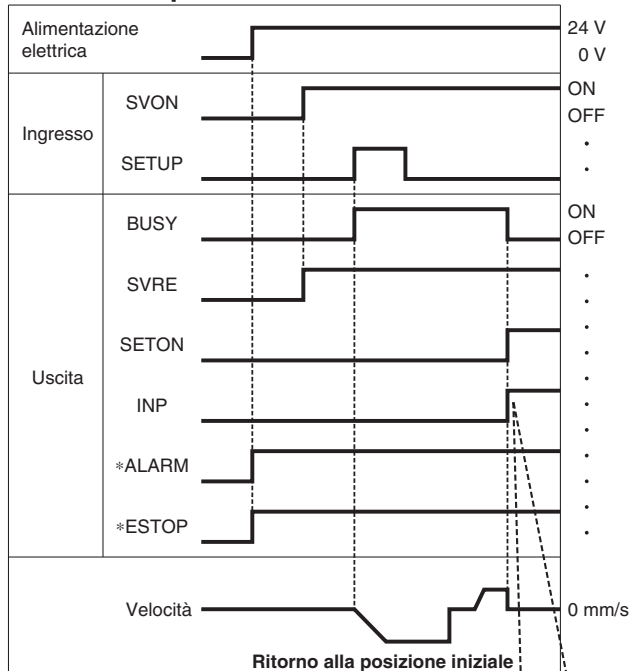 Alimentazione
elettrica
24 V
0 V
Ingresso
SVON
ON
OFF
SETUP
Uscita
BUSY
ON
OFF
SVRE
SETON
INP
*ALARM
*ESTOP
Velocità
0 mm/s
Ritorno alla posizione iniziale